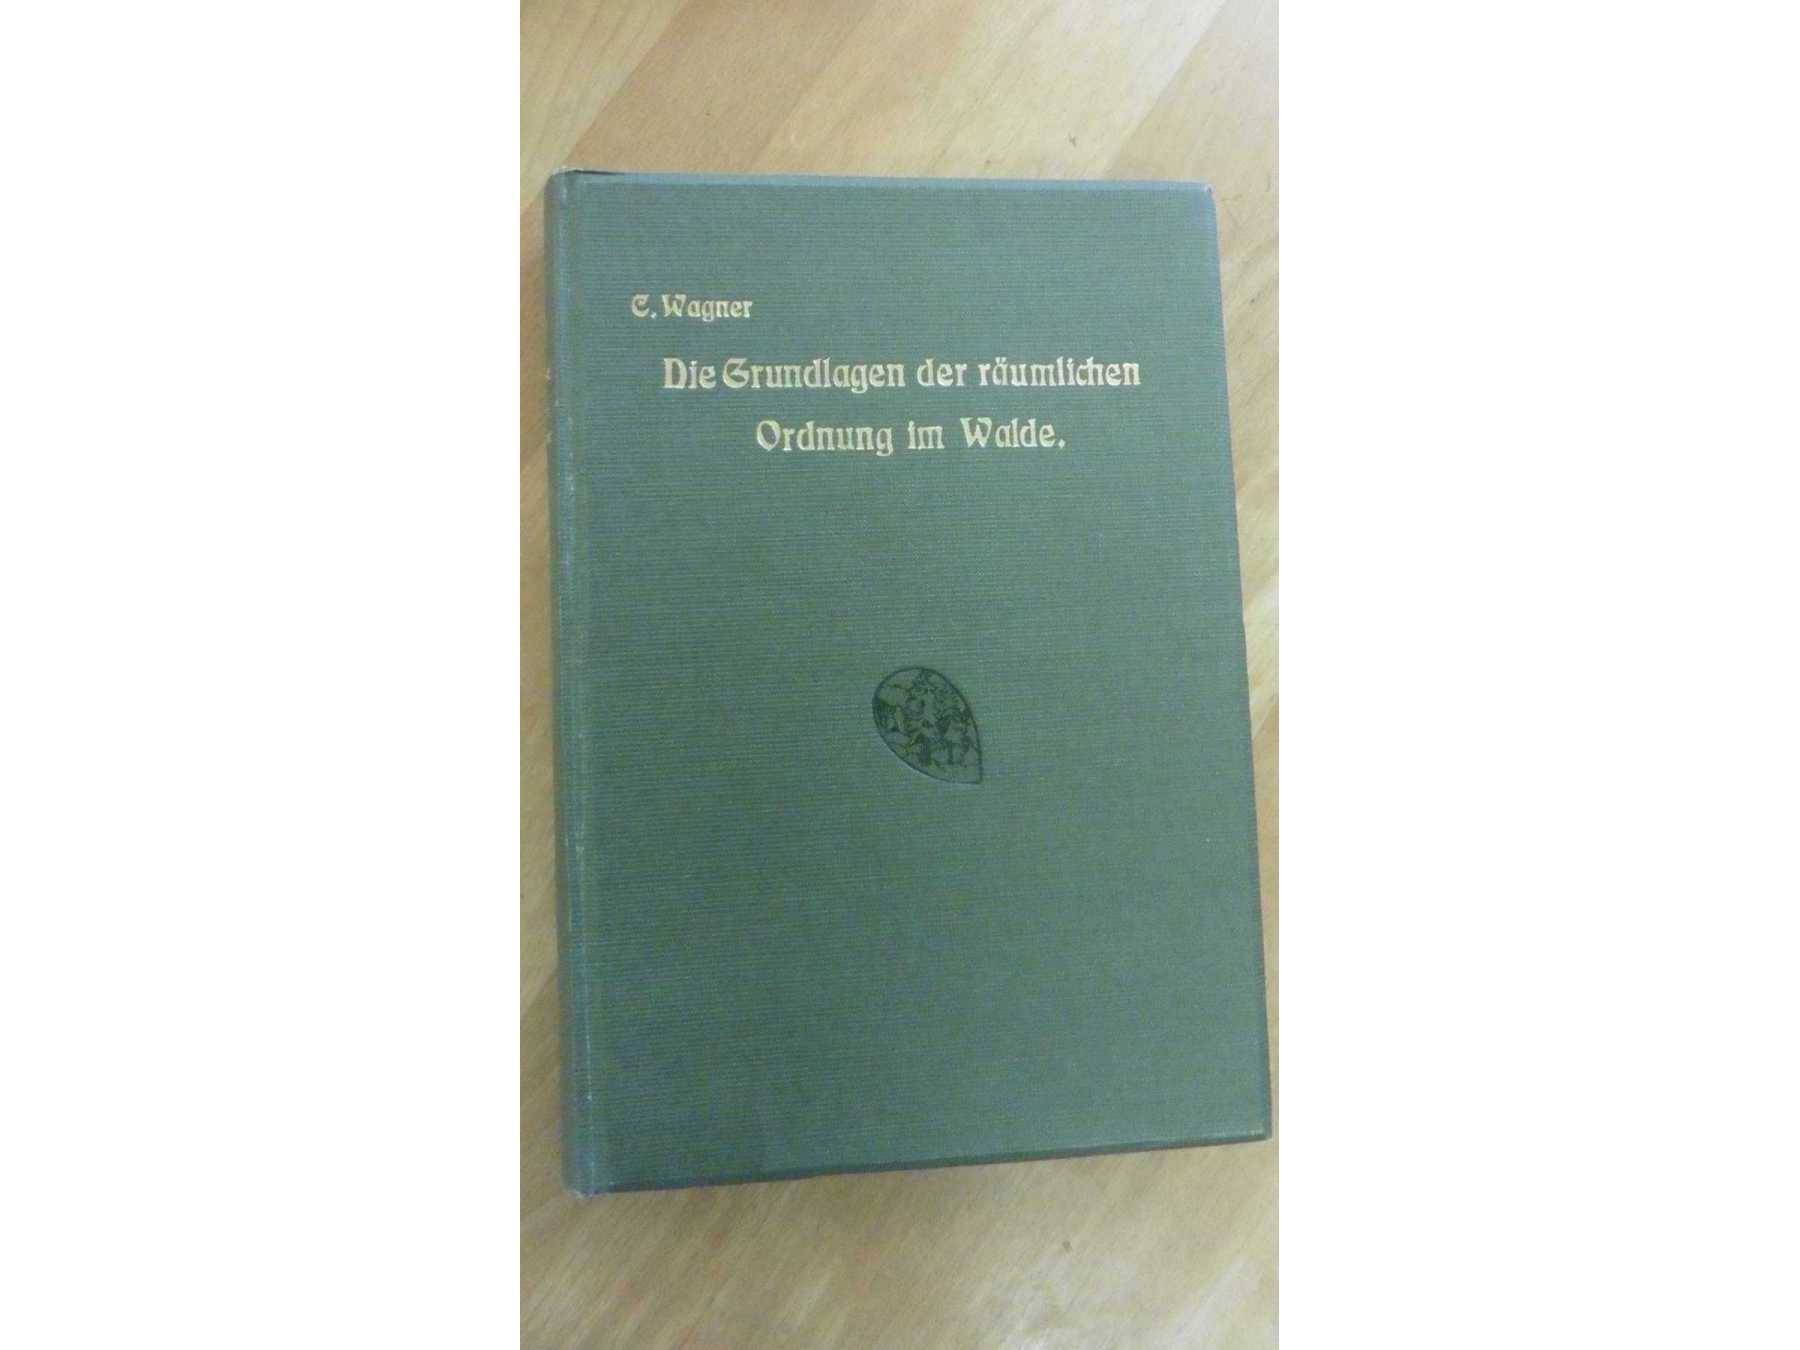 C. Wagner
Die Grundlagen der räumlichen
Ordnung im Walde.